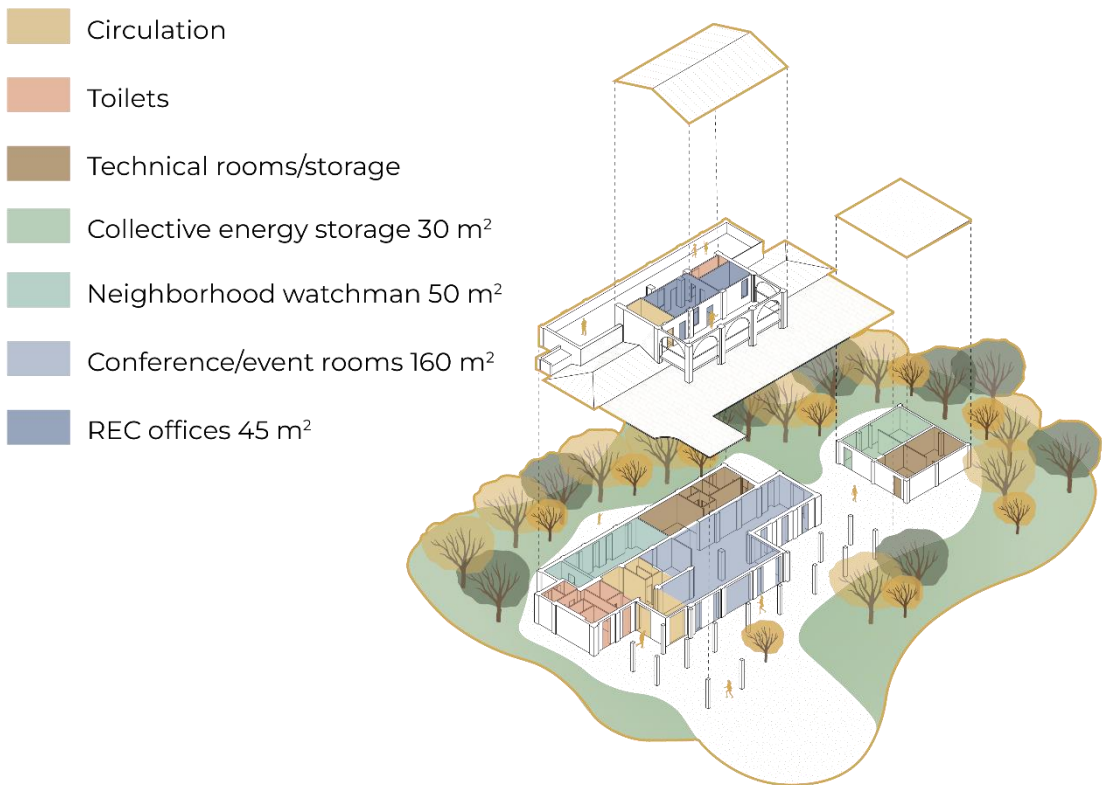 Circulation
Toilets
Technical rooms/storage
Collective energy storage 30 m²
Neighborhood watchman 50 m²
Conference/event rooms 160 m²
REC offices 45 m²